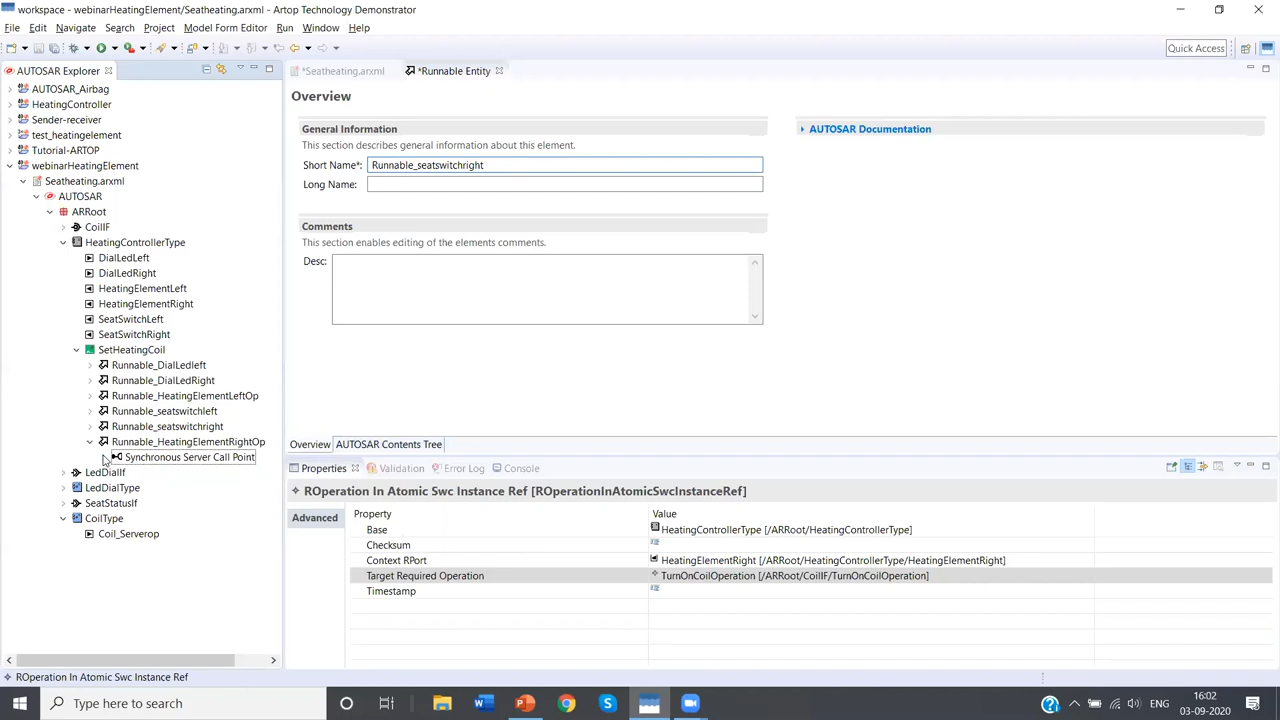 workspace - webinarHeatingElement/Seatheating.arxml - Artop Technology Demonstrator
File Edit Navigate Search Project Model Form Editor Run Window Help
Quick Access
AUTOSAR Explorer
AUTOSAR_Airbag
HeatingController
Sender-receiver
test_heatingelement
Tutorial-ARTOP
webinarHeatingElement
Seatheating.arxml
AUTOSAR
ARRoot
CoilIF
HeatingControllerType
DialLedLeft
DialLedRight
HeatingElementLeft
HeatingElementRight
SeatSwitchLeft
SeatSwitchRight
SetHeatingCoil
Runnable_DialLedleft
Runnable_DialLedRight
Runnable_HeatingElementLeftOp
Runnable_seatswitchleft
Runnable_seatswitchright
Runnable_HeatingElementRightOp
Synchronous Server Call Point
LedDialIf
LedDialType
SeatStatusIf
CoilType
Coil_Serverop
*Seatheating.arxml *Runnable Entity
Overview
General Information
This section describes general information about this element.
Short Name*: Runnable_seatswitchright
Long Name:
AUTOSAR Documentation
Comments
This section enables editing of the elements comments.
Desc:
Overview AUTOSAR Contents Tree
Properties Validation Error Log Console
ROperation In Atomic Swc Instance Ref [ROperationInAtomicSwcInstanceRef]
Advanced
Property Value
Base HeatingControllerType [/ARRoot/HeatingControllerType]
Checksum
Context RPort HeatingElementRight [/ARRoot/HeatingControllerType/HeatingElementRight]
Target Required Operation TurnOnCoilOperation [/ARRoot/CoilIF/TurnOnCoilOperation]
Timestamp
ROperation In Atomic Swc Instance Ref
Type here to search
ENG
16:02
03-09-2020